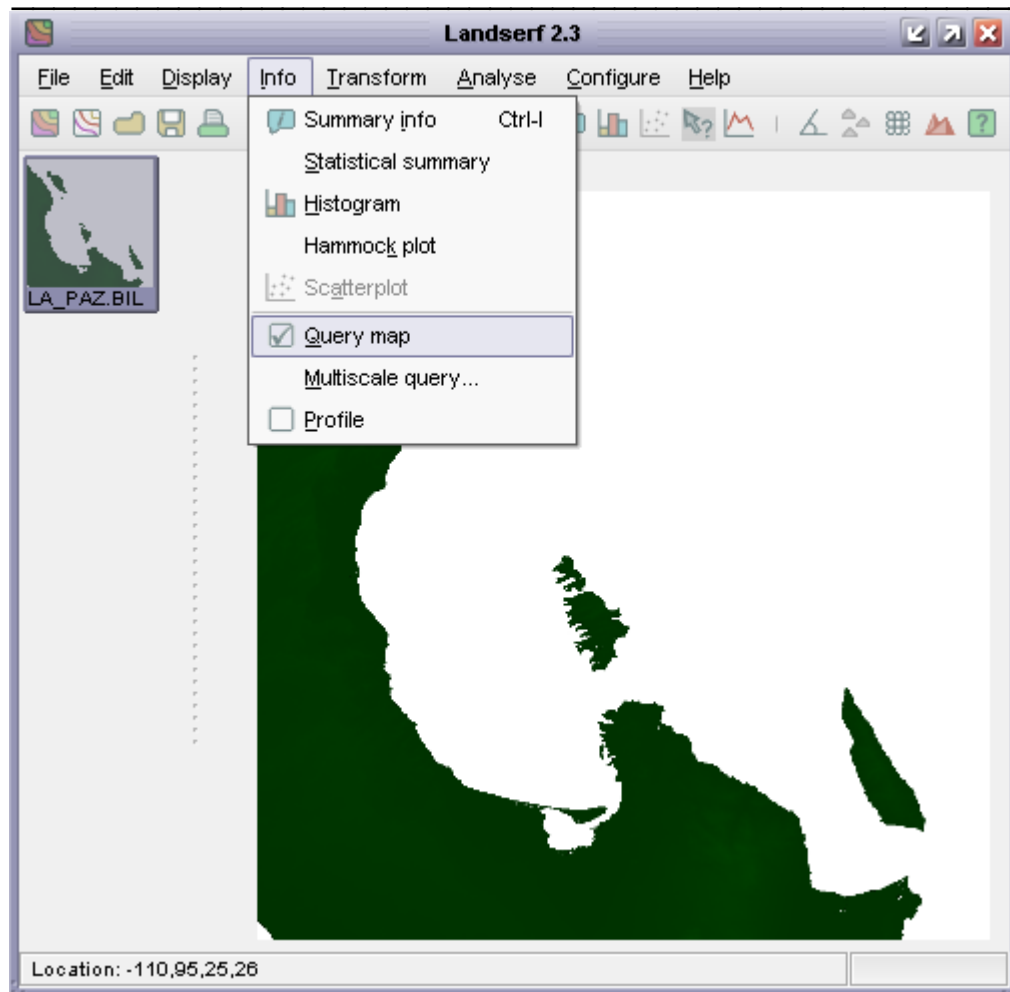 Landserf 2.3
File Edit Display Info Transform Analyse Configure Help
Summary info Ctrl-I
Statistical summary
Histogram
Hammock plot
Scatterplot
Query map
Multiscale query...
Profile
LA_PAZ.BIL
Location: -110,95,25,26